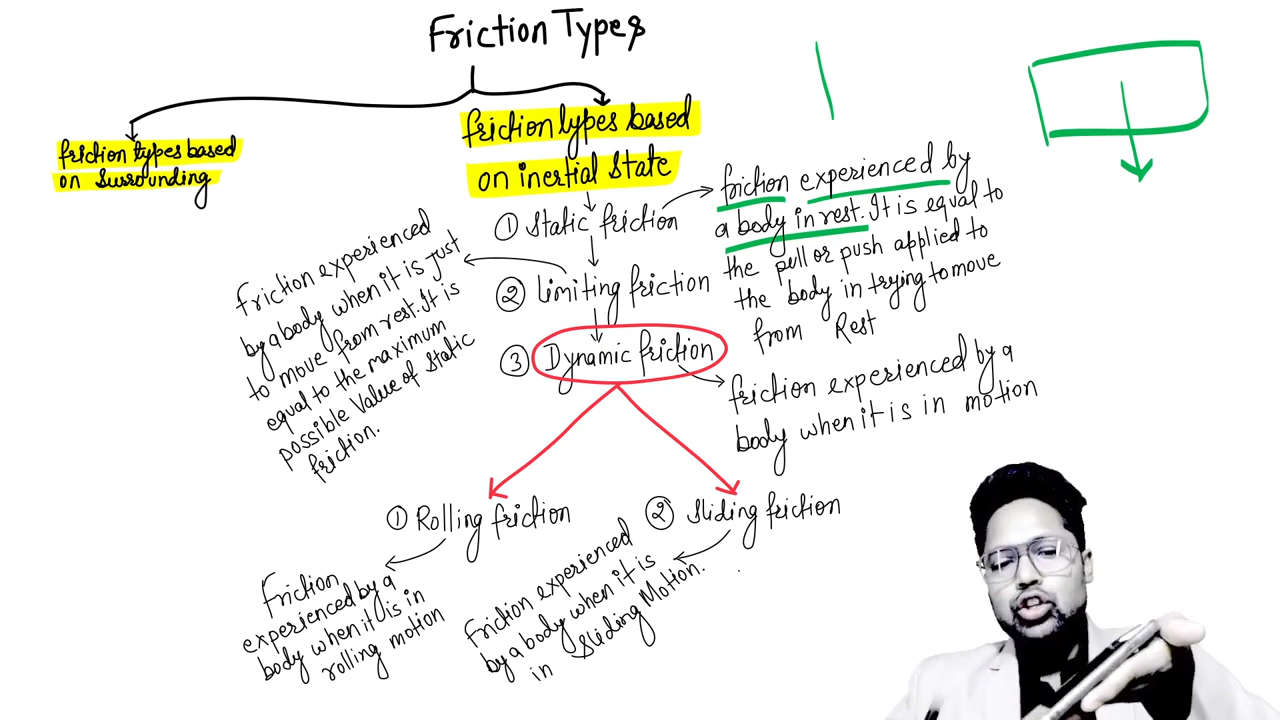 Friction Types
friction types based
on Surrounding
friction types based
on inertial State
① Static friction
friction experienced by
a body in rest. It is equal to
the pull or push applied to
the body in trying to move
from Rest
② limiting friction
Friction experienced
by a body when it is just
to move from rest. It is
equal to the maximum
possible Value of Static
friction.
③ Dynamic friction
friction experienced by a
body when it is in motion
① Rolling friction
Friction
experienced by a
body when it is in
rolling motion
② Sliding friction
Friction experienced
by a body when it is
in Sliding Motion.